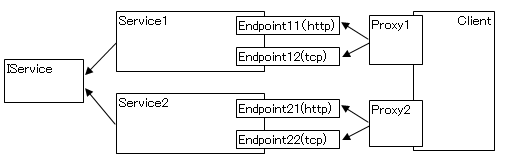 Service1
Endpoint11(http)
Proxy1
Client
Endpoint12(tcp)
IService
Service2
Endpoint21(http)
Proxy2
Endpoint22(tcp)